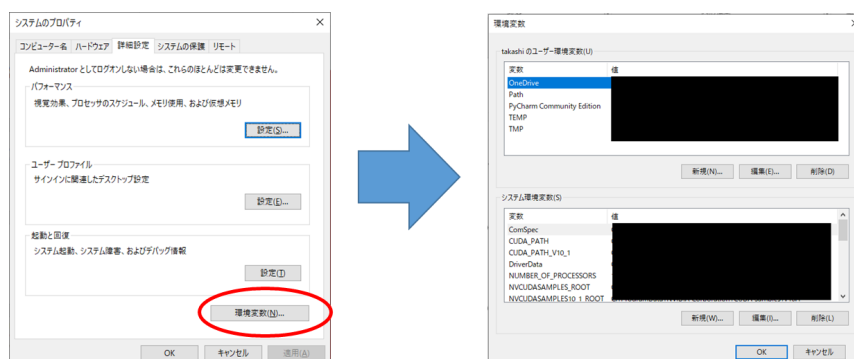 システムのプロパティ
コンピューター名 ハードウェア 詳細設定 システムの保護 リモート
Administrator としてログオンしない場合は、これらのほとんどは変更できません。
パフォーマンス
視覚効果、プロセッサのスケジュール、メモリ使用、および仮想メモリ
設定(S)...
ユーザー プロファイル
サインインに関連したデスクトップ設定
設定(E)...
起動と回復
システム起動、システム障害、およびデバッグ情報
設定(T)
環境変数(N)...
OK キャンセル 適用(A)
環境変数
takashi のユーザー環境変数(U)
変数 値
OneDrive
Path
PyCharm Community Edition
TEMP
TMP
新規(N)... 編集(E)... 削除(D)
システム環境変数(S)
変数 値
ComSpec
CUDA_PATH
CUDA_PATH_V10_1
DriverData
NUMBER_OF_PROCESSORS
NVCUDASAMPLES_ROOT
NVCUDASAMPLES10_1_ROOT
新規(W)... 編集(I)... 削除(L)
OK キャンセル